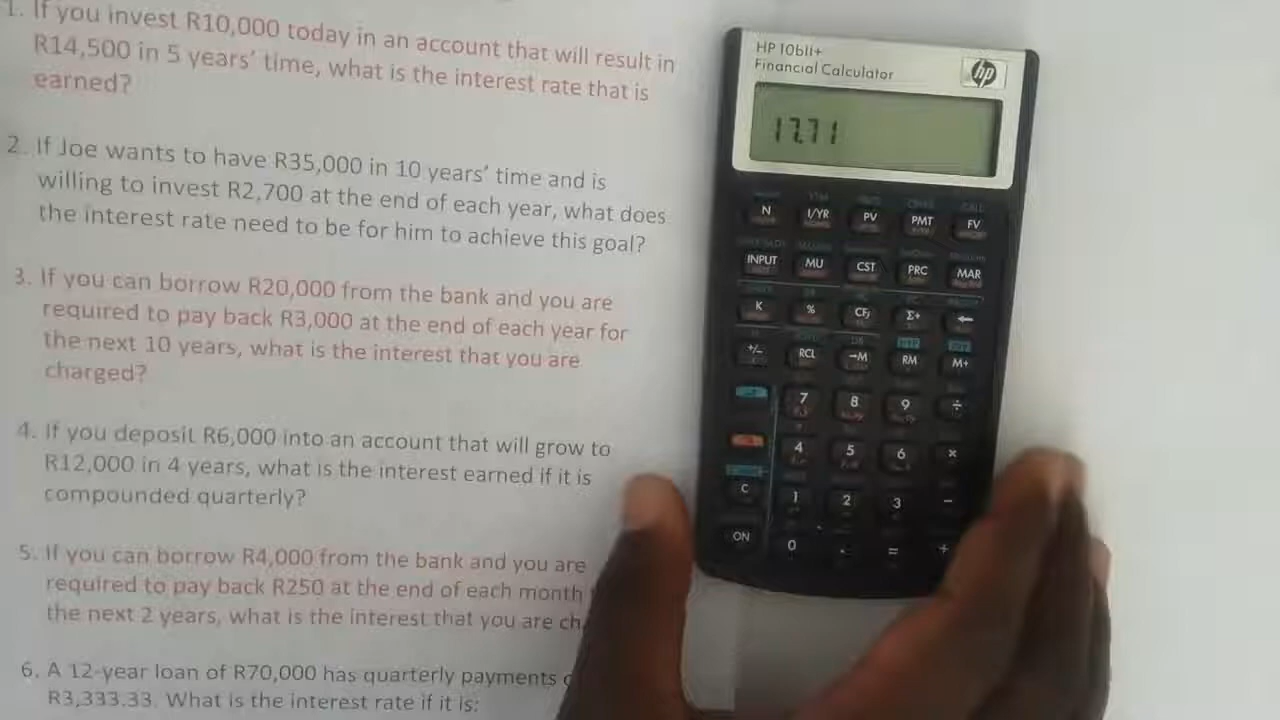 1. If you invest R10,000 today in an account that will result in
R14,500 in 5 years' time, what is the interest rate that is
earned?
2. If Joe wants to have R35,000 in 10 years' time and is
willing to invest R2,700 at the end of each year, what does
the interest rate need to be for him to achieve this goal?
3. If you can borrow R20,000 from the bank and you are
required to pay back R3,000 at the end of each year for
the next 10 years, what is the interest that you are
charged?
4. If you deposit R6,000 into an account that will grow to
R12,000 in 4 years, what is the interest earned if it is
compounded quarterly?
5. If you can borrow R4,000 from the bank and you are
required to pay back R250 at the end of each month
the next 2 years, what is the interest that you are
6. A 12-year loan of R70,000 has quarterly payments
R3,333.33. What is the interest rate if it is:
HP 10bII+
Financial Calculator
hp
17.71
N I/YR PV PMT FV
INPUT MU CST PRC MAR
K % CFj Σ+ ←
+/- RCL →M RM M+
7 8 9 ÷
4 5 6 ×
C 1 2 3 -
ON 0 . = +